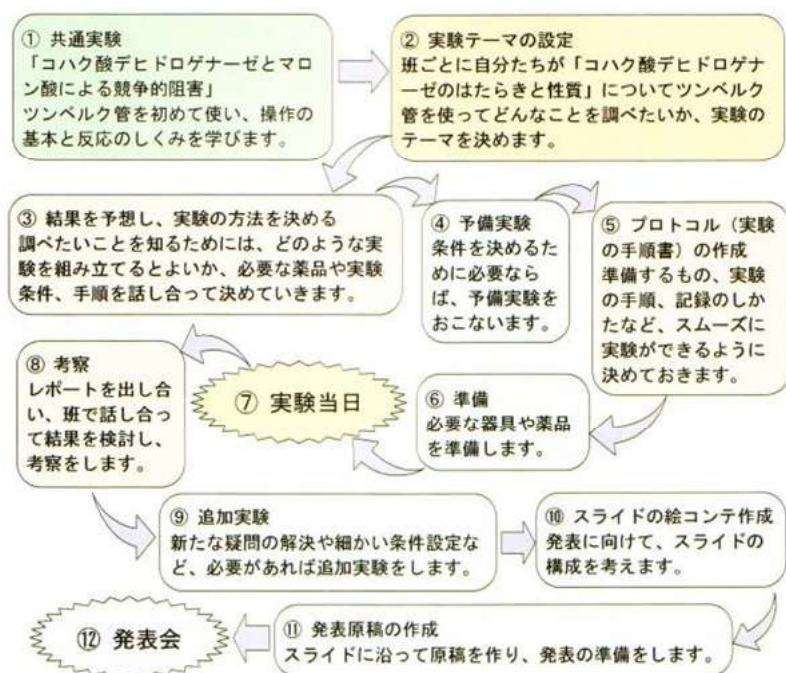 ① 共通実験
「コハク酸デヒドロゲナーゼとマロ
ン酸による競争的阻害」
ツンベルク管を初めて使い、操作の
基本と反応のしくみを学びます。
② 実験テーマの設定
班ごとに自分たちが「コハク酸デヒドロゲナ
ーゼのはたらきと性質」についてツンベルク
管を使ってどんなことを調べたいか、実験の
テーマを決めます。
③ 結果を予想し、実験の方法を決める
調べたいことを知るためには、どのような実
験を組み立てるとよいか、必要な薬品や実験
条件、手順を話し合って決めていきます。
④ 予備実験
条件を決めるた
めに必要なら
ば、予備実験を
おこないます。
⑤ プロトコル（実験
の手順書）の作成
準備するもの、実験
の手順、記録のしか
たなど、スムーズに
実験ができるように
決めておきます。
⑥ 準備
必要な器具や薬品
を準備します。
⑦ 実験当日
⑧ 考察
レポートを出し合
い、班で話し合っ
て結果を検討し、
考察をします。
⑨ 追加実験
新たな疑問の解決や細かい条件設定な
ど、必要があれば追加実験をします。
⑩ スライドの絵コンテ作成
発表に向けて、スライドの
構成を考えます。
⑪ 発表原稿の作成
スライドに沿って原稿を作り、発表の準備をします。
⑫ 発表会